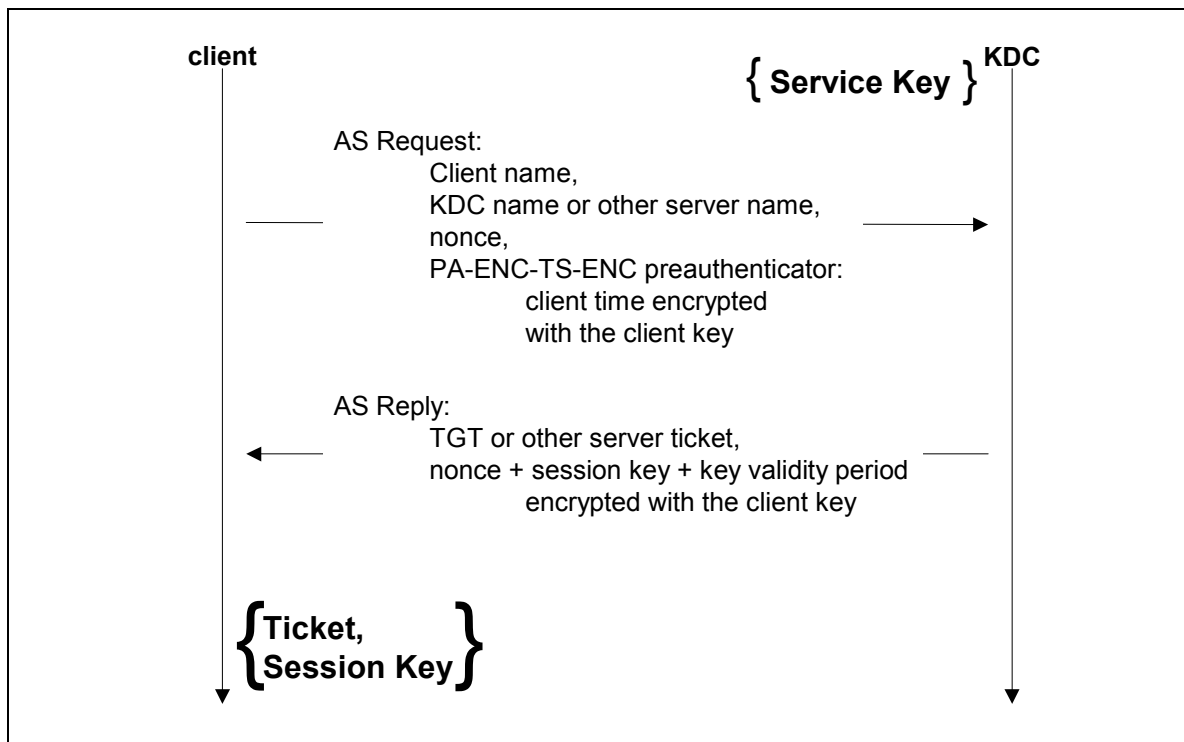 client
KDC
{ Service Key }
AS Request:
Client name,
KDC name or other server name,
nonce,
PA-ENC-TS-ENC preauthenticator:
client time encrypted
with the client key
AS Reply:
TGT or other server ticket,
nonce + session key + key validity period
encrypted with the client key
{Ticket,
Session Key}